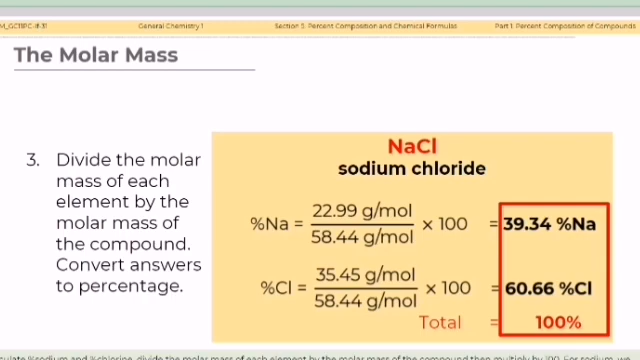 M_GC11PC-If-31 General Chemistry 1 Section 5: Percent Composition and Chemical Formulas Part 1: Percent Composition of Compounds
The Molar Mass
3. Divide the molar
mass of each
element by the
molar mass of
the compound.
Convert answers
to percentage.
NaCl
sodium chloride
%Na = 22.99 g/mol / 58.44 g/mol × 100 = 39.34 %Na
%Cl = 35.45 g/mol / 58.44 g/mol × 100 = 60.66 %Cl
Total = 100%